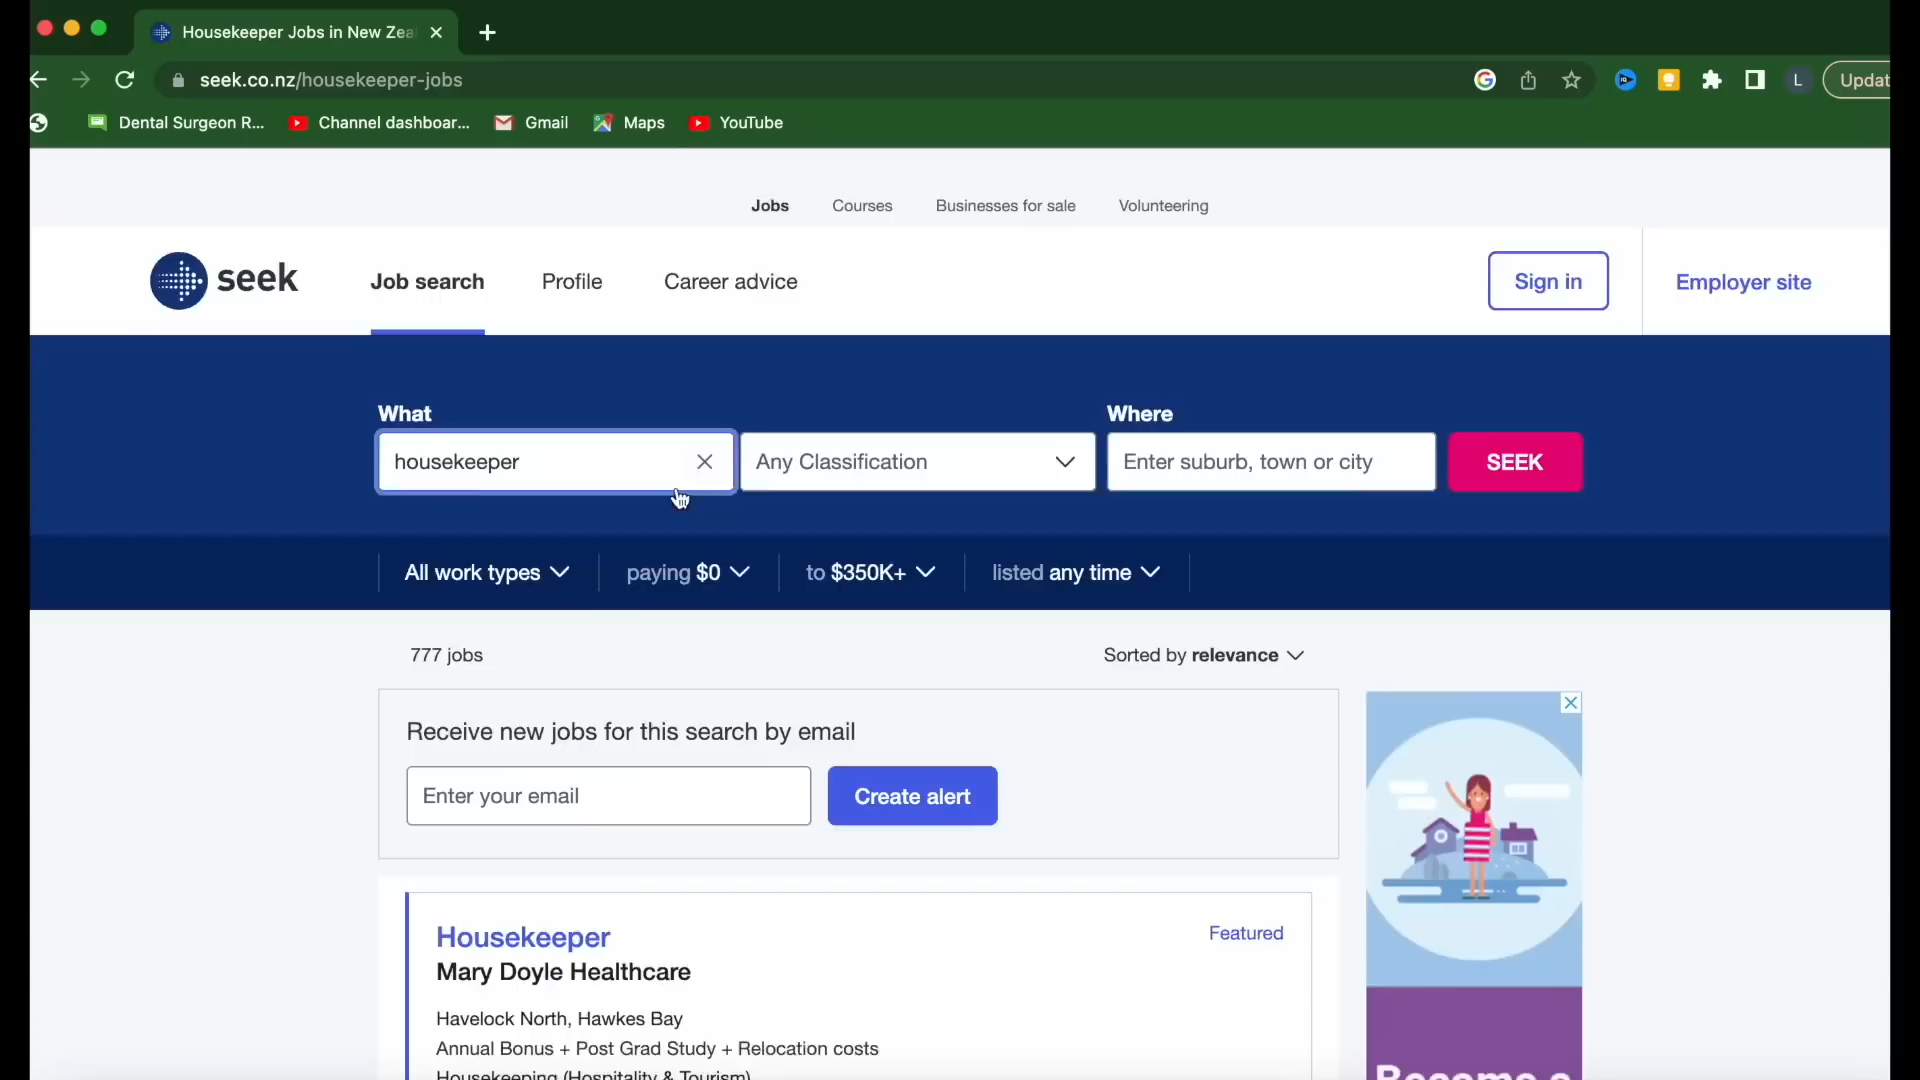 Housekeeper Jobs in New Zea
seek.co.nz/housekeeper-jobs
L
Updat
Dental Surgeon R...
Channel dashboar...
Gmail
Maps
YouTube
Jobs
Courses
Businesses for sale
Volunteering
seek
Job search
Profile
Career advice
Sign in
Employer site
What
Where
housekeeper
Any Classification
Enter suburb, town or city
SEEK
All work types
paying $0
to $350K+
listed any time
777 jobs
Sorted by relevance
Receive new jobs for this search by email
Enter your email
Create alert
Housekeeper
Featured
Mary Doyle Healthcare
Havelock North, Hawkes Bay
Annual Bonus + Post Grad Study + Relocation costs
Housekeeping (Hospitality & Tourism)
Become a